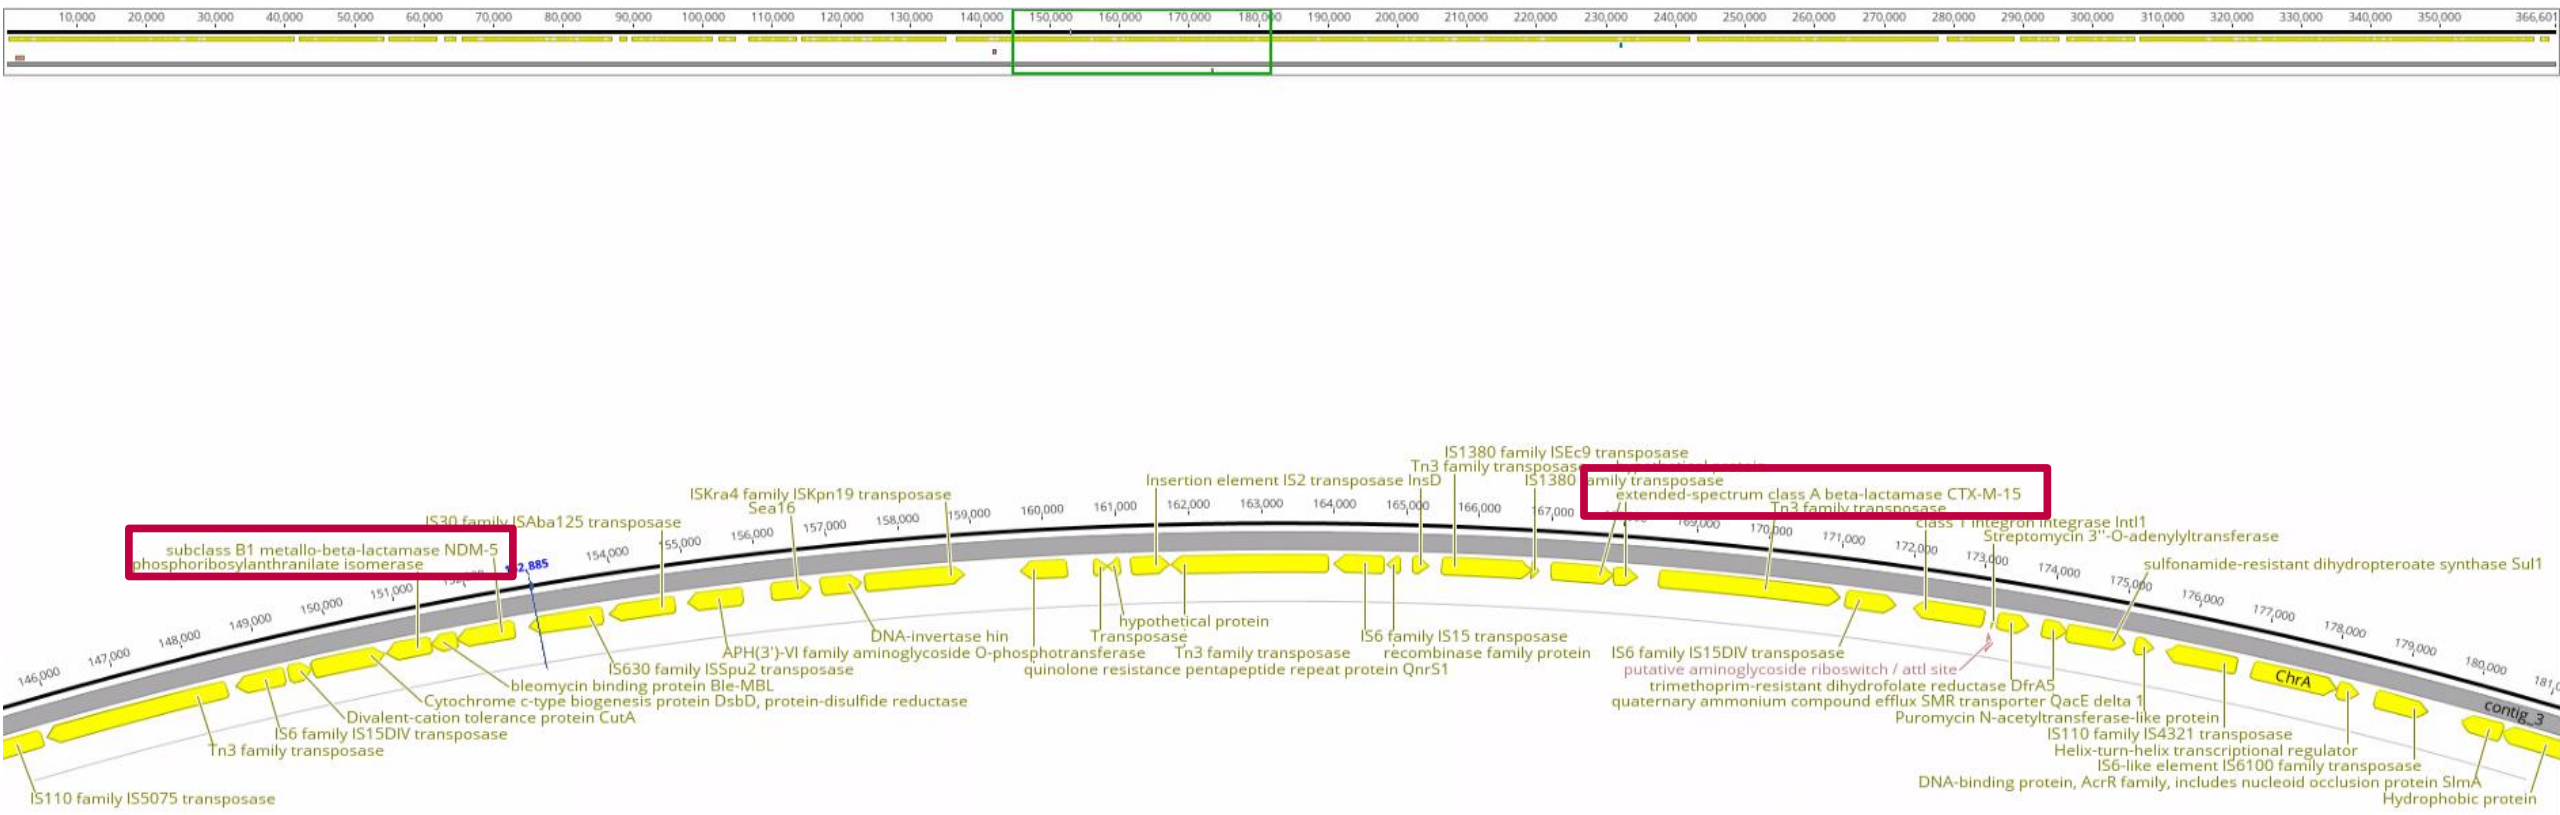 10,000 20,000 30,000 40,000 50,000 60,000 70,000 80,000 90,000 100,000 110,000 120,000 130,000 140,000 150,000 160,000 170,000 180,000 190,000 200,000 210,000 220,000 230,000 240,000 250,000 260,000 270,000 280,000 290,000 300,000 310,000 320,000 330,000 340,000 350,000 366,601
IS1380 family ISEc9 transposase
Tn3 family transposase
Insertion element IS2 transposase InsD
IS1380 family transposase
ISKra4 family ISKpn19 transposase
extended-spectrum class A beta-lactamase CTX-M-15
Sea16
Tn3 family transposase
IS30 family ISAba125 transposase
class 1 integron integrase IntI1
Streptomycin 3''-O-adenylyltransferase
subclass B1 metallo-beta-lactamase NDM-5
phosphoribosylanthranilate isomerase
sulfonamide-resistant dihydropteroate synthase Sul1
146,000 147,000 148,000 149,000 150,000 151,000 154,000 155,000 156,000 157,000 158,000 159,000 160,000 161,000 162,000 163,000 164,000 165,000 166,000 167,000 169,000 170,000 171,000 172,000 173,000 174,000 175,000 176,000 177,000 178,000 179,000 180,000
hypothetical protein
DNA-invertase hin
Transposase
IS6 family IS15 transposase
APH(3')-VI family aminoglycoside O-phosphotransferase
Tn3 family transposase
recombinase family protein
IS6 family IS15DIV transposase
IS630 family ISSpu2 transposase
quinolone resistance pentapeptide repeat protein QnrS1
putative aminoglycoside riboswitch / attI site
bleomycin binding protein Ble-MBL
trimethoprim-resistant dihydrofolate reductase DfrA5
ChrA
Cytochrome c-type biogenesis protein DsbD, protein-disulfide reductase
quaternary ammonium compound efflux SMR transporter QacE delta 1
contig_3
Divalent-cation tolerance protein CutA
Puromycin N-acetyltransferase-like protein
IS6 family IS15DIV transposase
IS110 family IS4321 transposase
Tn3 family transposase
Helix-turn-helix transcriptional regulator
IS6-like element IS6100 family transposase
DNA-binding protein, AcrR family, includes nucleoid occlusion protein SlmA
IS110 family IS5075 transposase
Hydrophobic protein